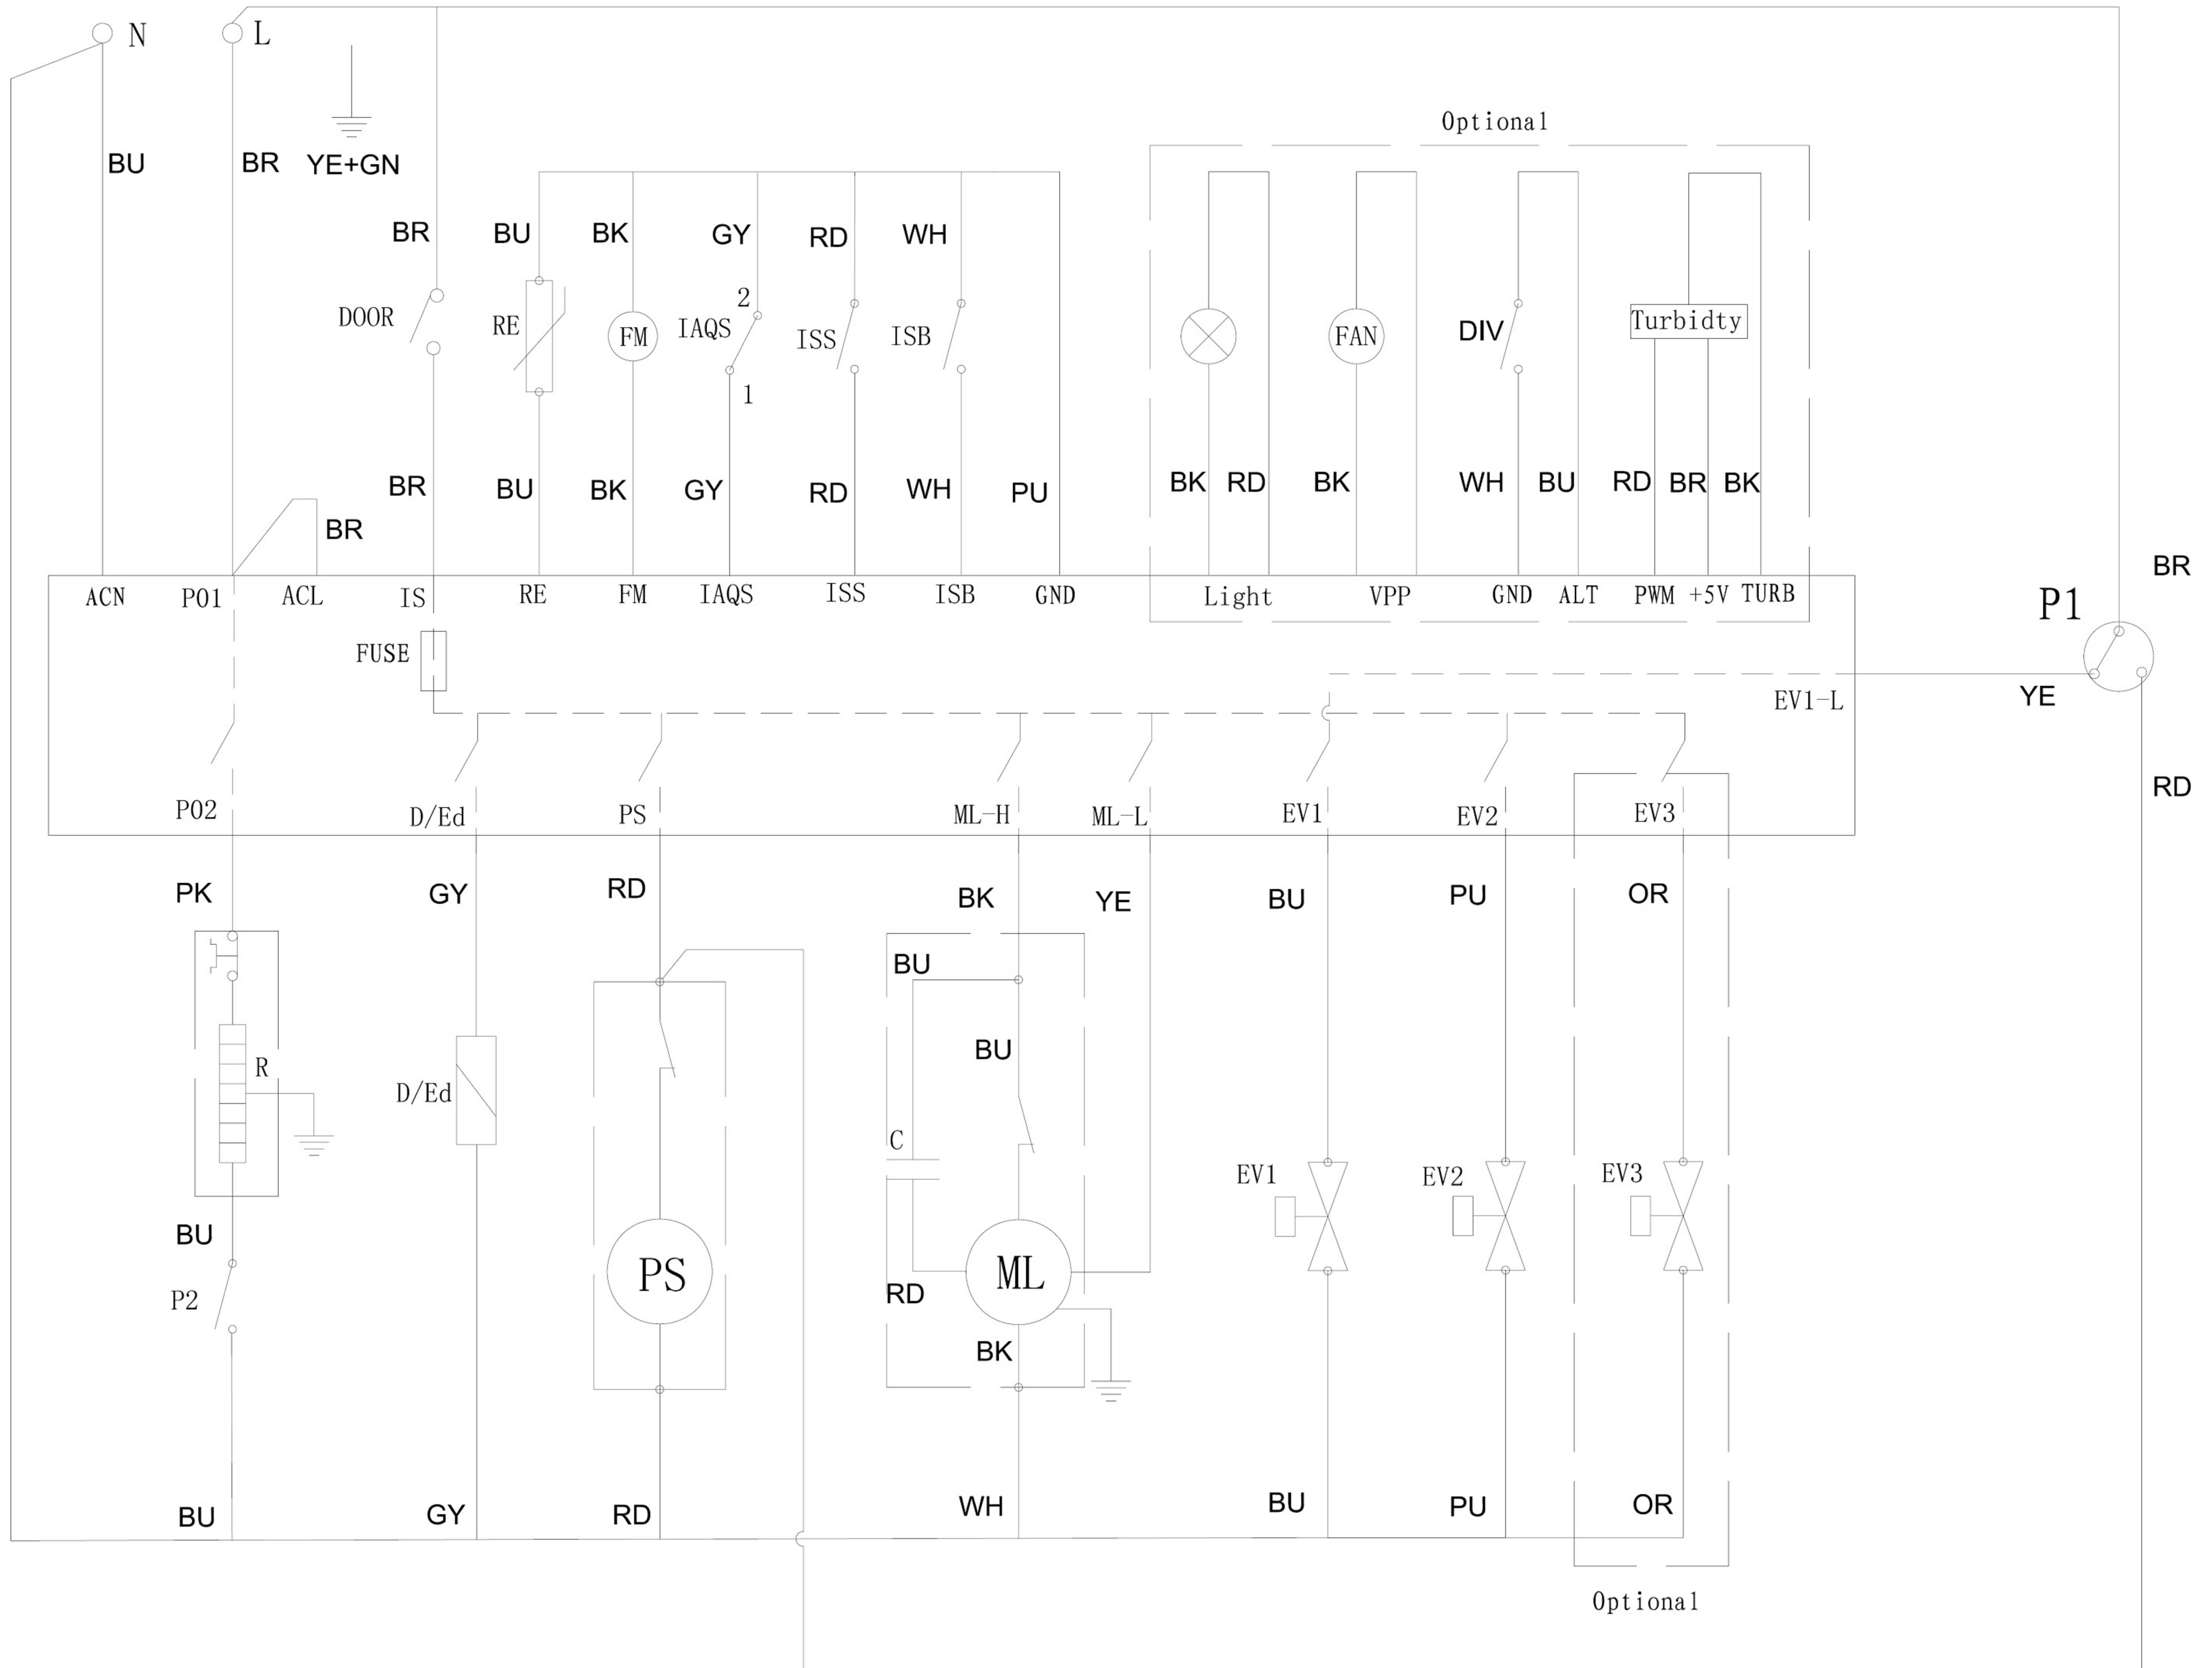 N L
Optional
BU BR YE+GN
BR BU BK GY RD WH
DOOR RE FM IAQS 2 1 ISS ISB FAN DIV Turbidty
BR BU BK GY RD WH PU BK RD BK WH BU RD BR BK
BR
BR
ACN P01 ACL IS RE FM IAQS ISS ISB GND Light VPP GND ALT PWM +5V TURB
P1
FUSE
EV1-L YE
RD
P02 D/Ed PS ML-H ML-L EV1 EV2 EV3
PK GY RD BK YE BU PU OR
BU
BU
R
D/Ed
C
EV1 EV2 EV3
BU
PS ML
P2
RD
BK
BU GY RD WH BU PU OR
Optional